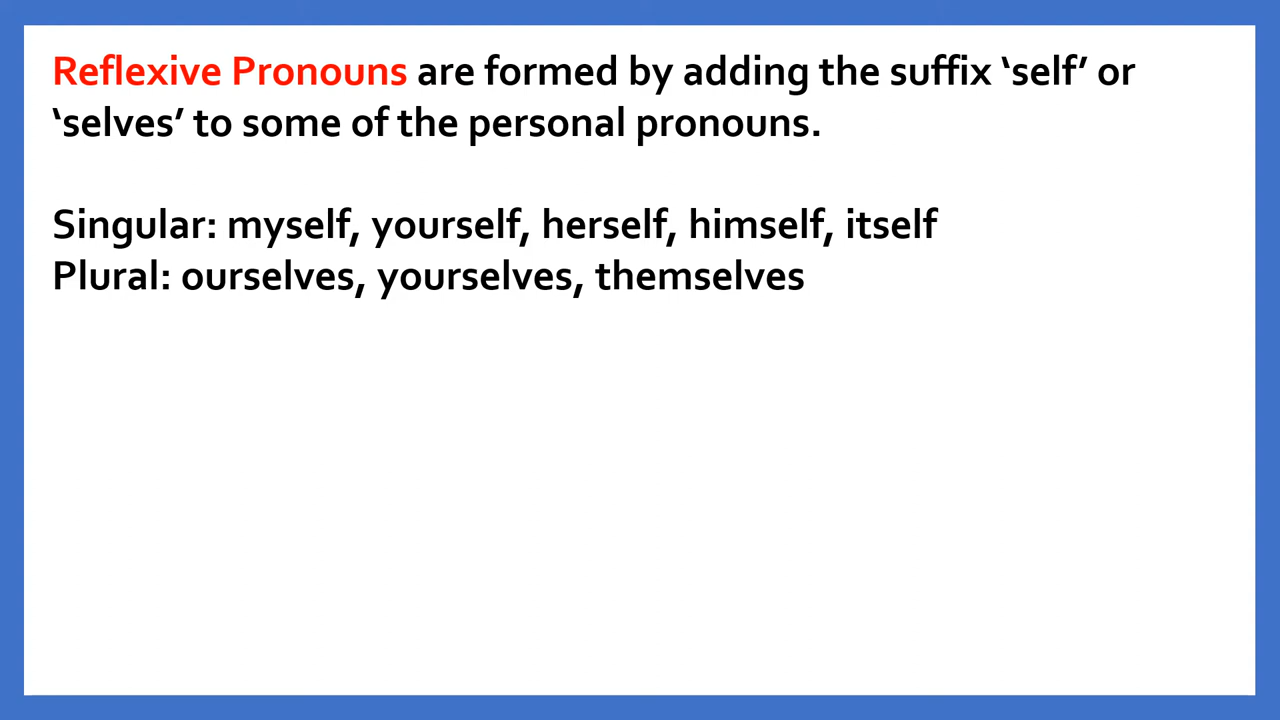 Reflexive Pronouns are formed by adding the suffix ‘self’ or
‘selves’ to some of the personal pronouns.
Singular: myself, yourself, herself, himself, itself
Plural: ourselves, yourselves, themselves